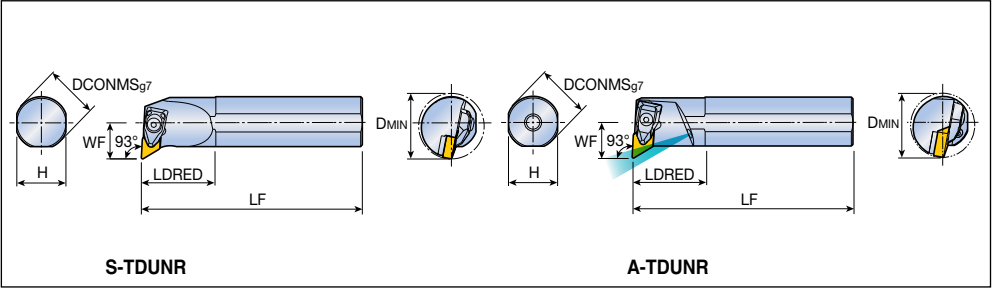 DCONMSg7
WF 93°
H
LDRED
LF
DMIN
S-TDUNR
DCONMSg7
WF 93°
H
LDRED
LF
DMIN
A-TDUNR